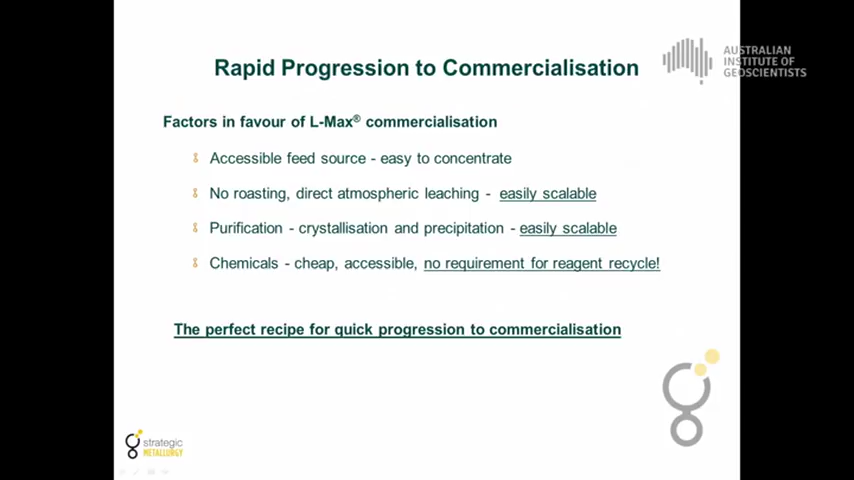 Rapid Progression to Commercialisation
AUSTRALIAN
INSTITUTE OF
GEOSCIENTISTS
Factors in favour of L-Max® commercialisation
Accessible feed source - easy to concentrate
No roasting, direct atmospheric leaching - easily scalable
Purification - crystallisation and precipitation - easily scalable
Chemicals - cheap, accessible, no requirement for reagent recycle!
The perfect recipe for quick progression to commercialisation
strategic
METALLURGY